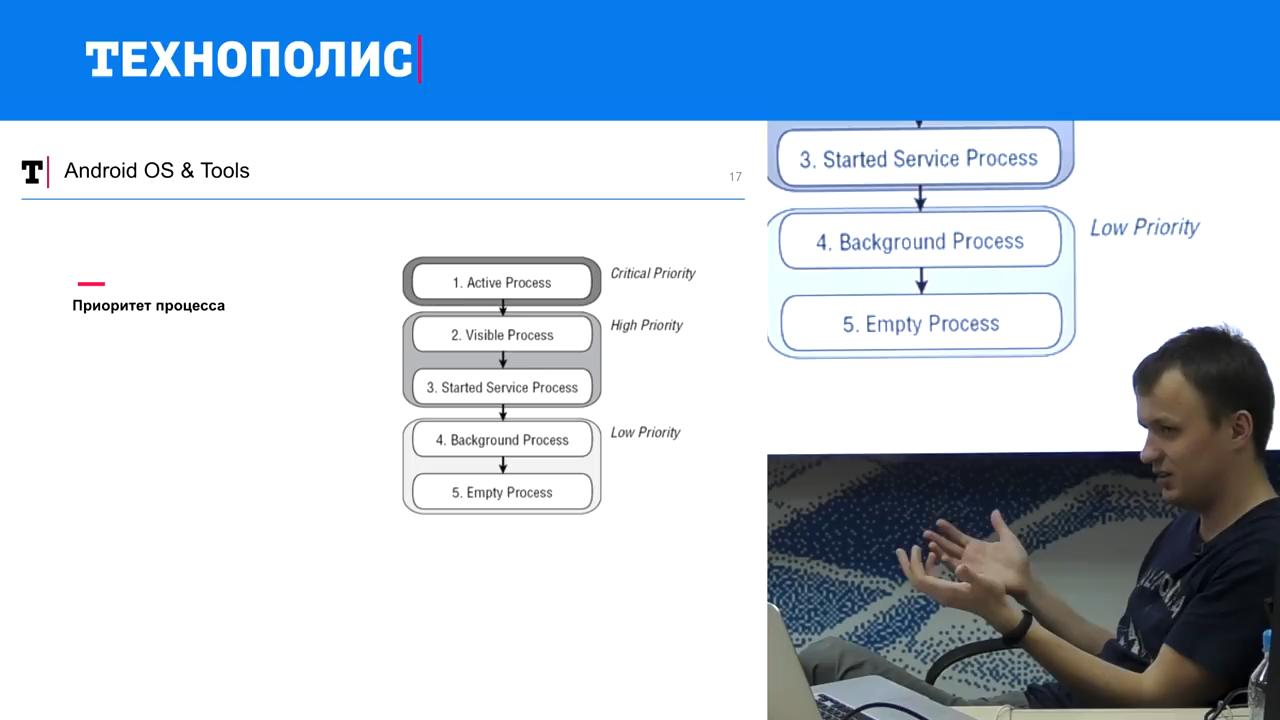 ТЕХНОПОЛИС
T
Android OS & Tools
17
Приоритет процесса
1. Active Process
Critical Priority
2. Visible Process
High Priority
3. Started Service Process
4. Background Process
Low Priority
5. Empty Process
3. Started Service Process
4. Background Process
Low Priority
5. Empty Process